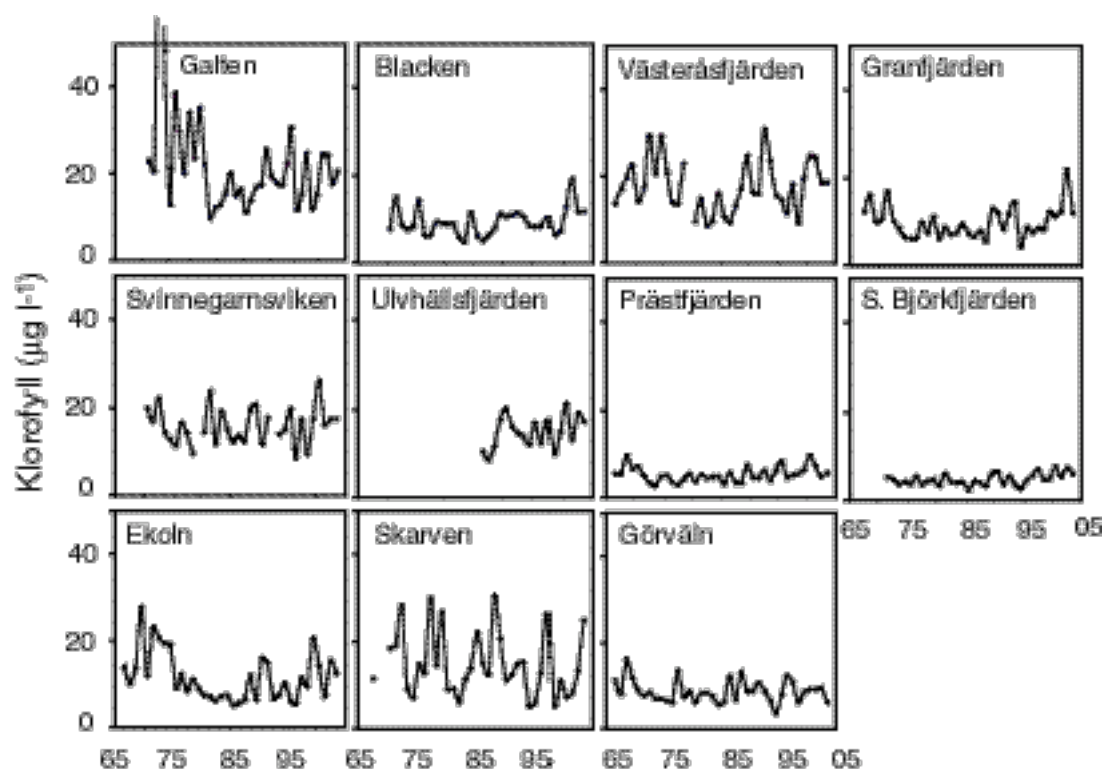 Galten Blacken Västeråsfjärden Granfjärden
40
20
0
Svinnegarnsviken Ulvhällsfjärden Prästfjärden S. Björkfjärden
Klorofyll (µg l-1)
40
20
0
65 75 85 95 05
Ekoln Skarven Görväln
40
20
0
65 75 85 95 65 75 85 95 65 75 85 95 05